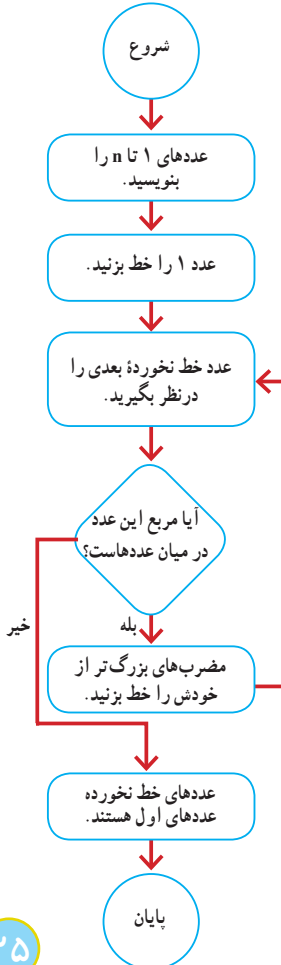 شروع
عددهای ۱ تا n را
بنویسید.
عدد ۱ را خط بزنید.
عدد خط نخوردهٔ بعدی را
درنظر بگیرید.
آیا مربع این عدد
در میان عددهاست؟
بله
خیر
مضرب‌های بزرگ‌تر از
خودش را خط بزنید.
عددهای خط نخورده
عددهای اول هستند.
پایان
۲۵